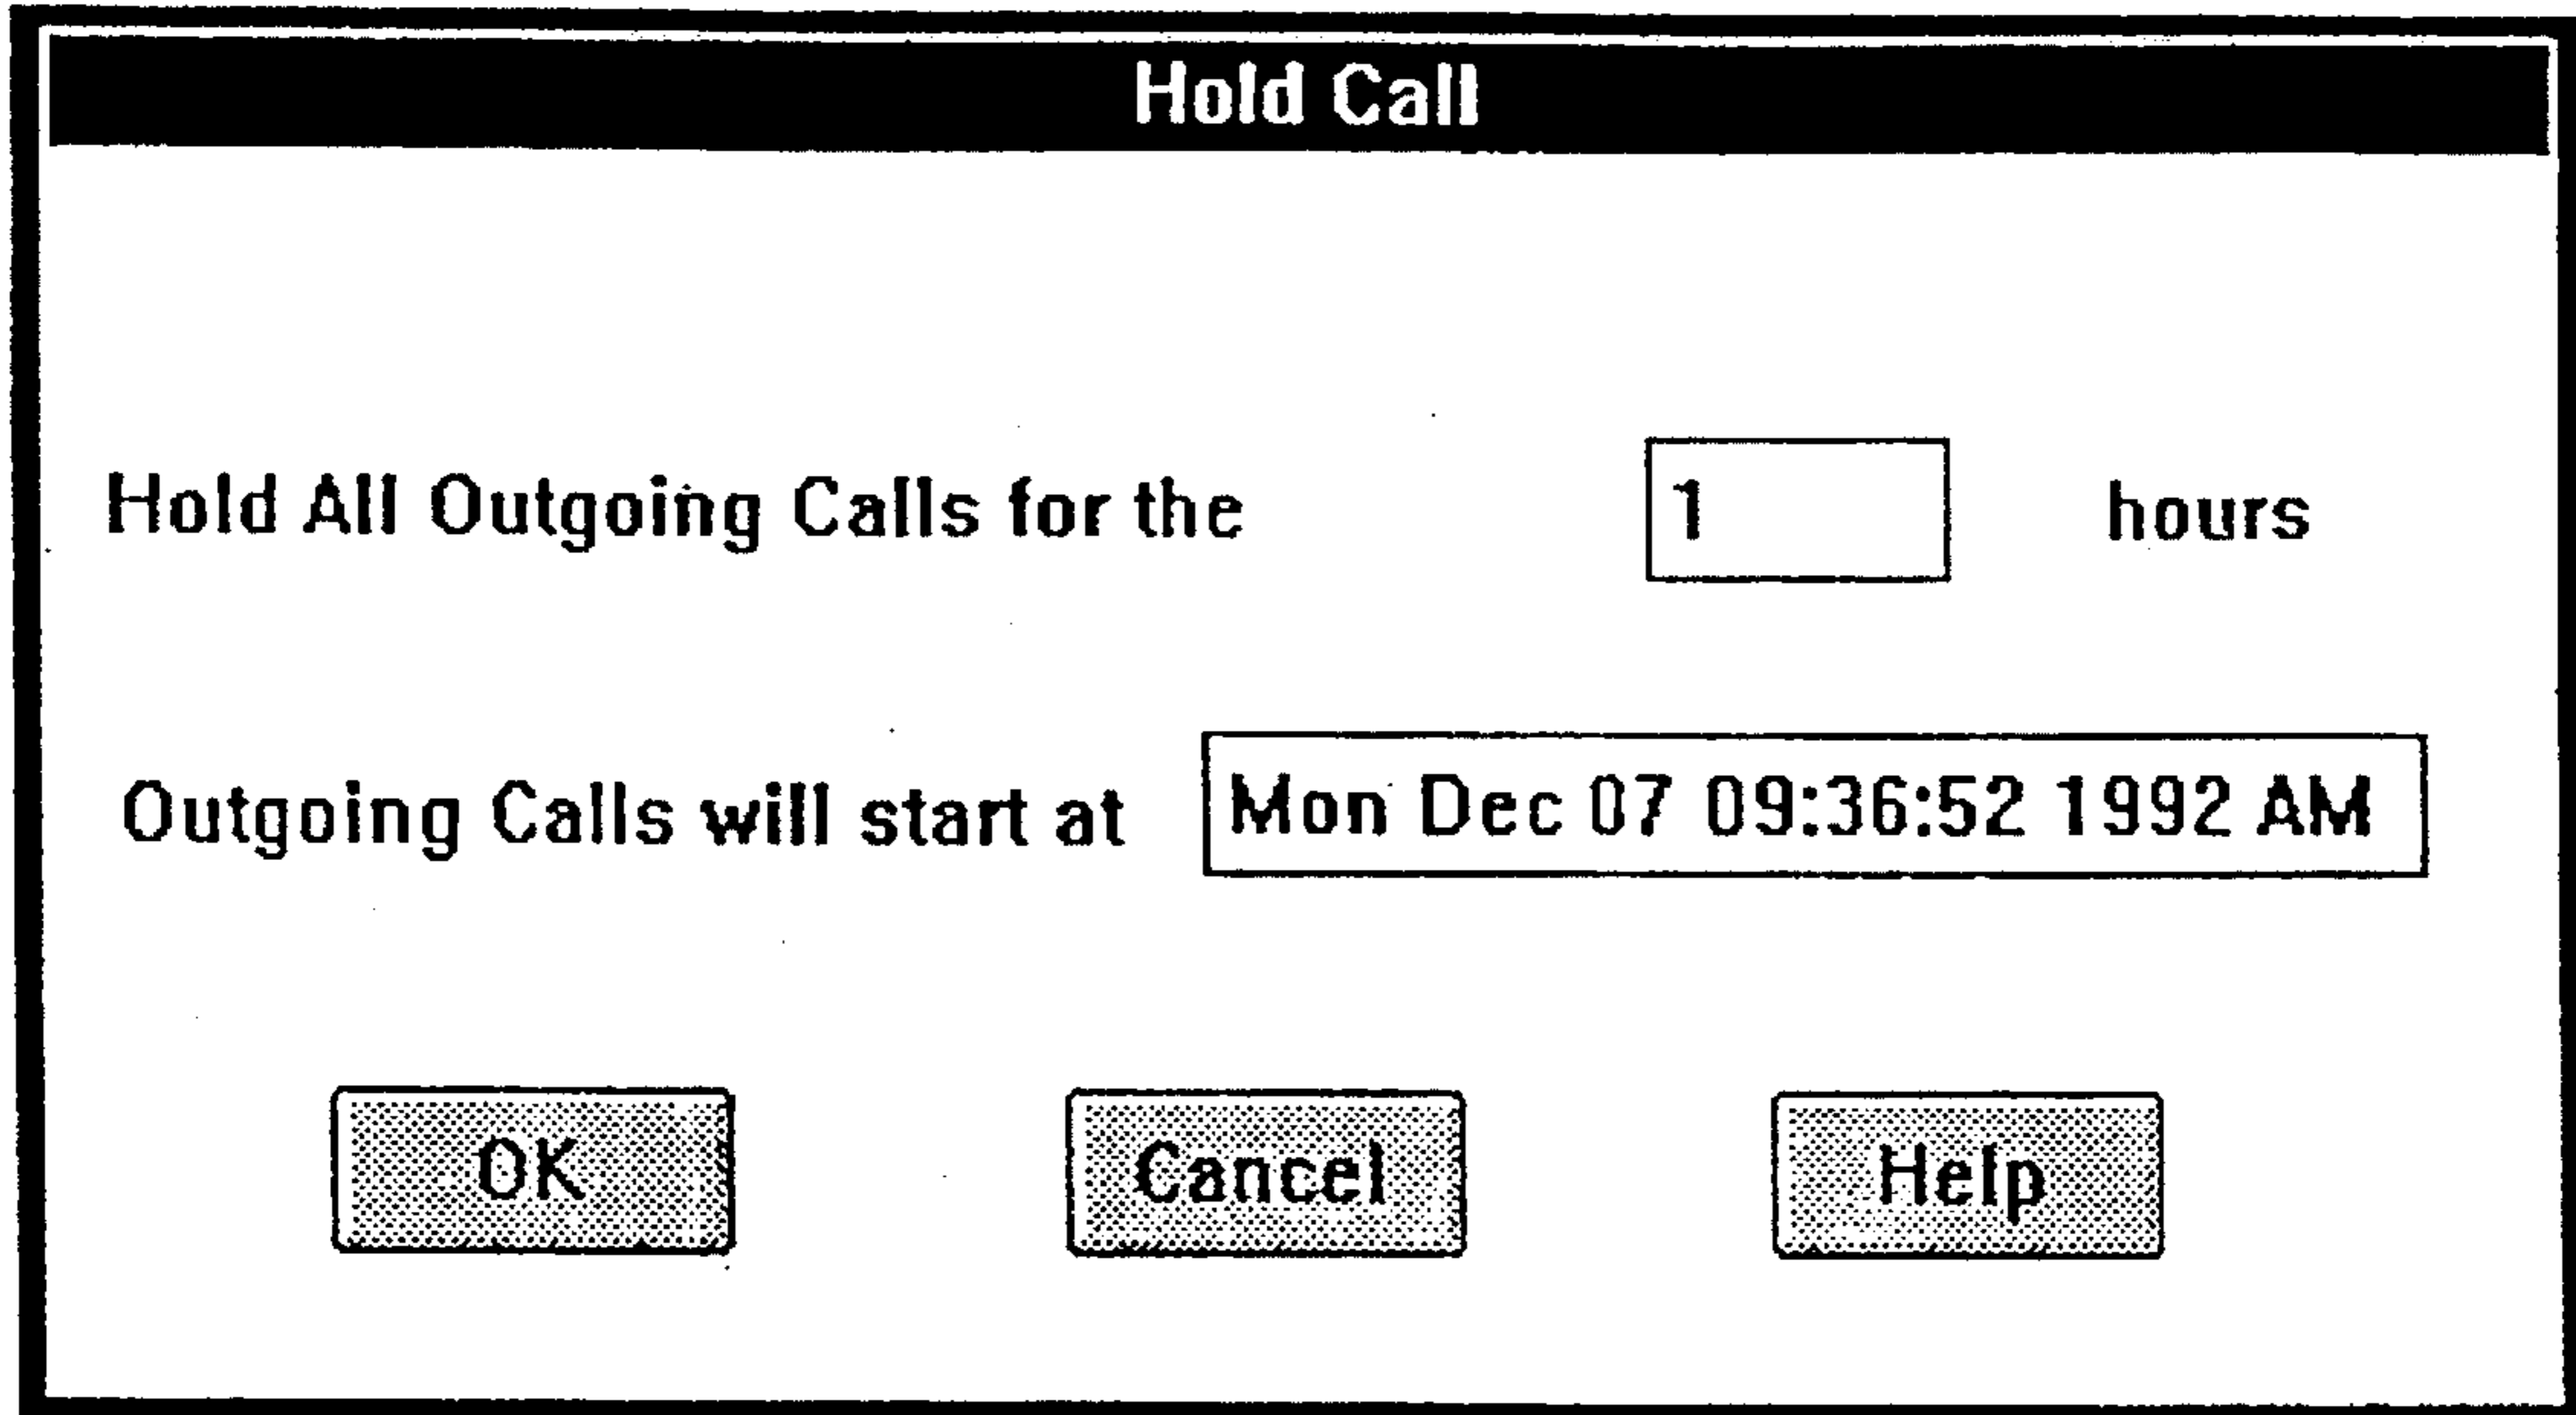 Hold Call
Hold All Outgoing Calls for the 1 hours
Outgoing Calls will start at Mon Dec 07 09:36:52 1992 AM
OK Cancel Help